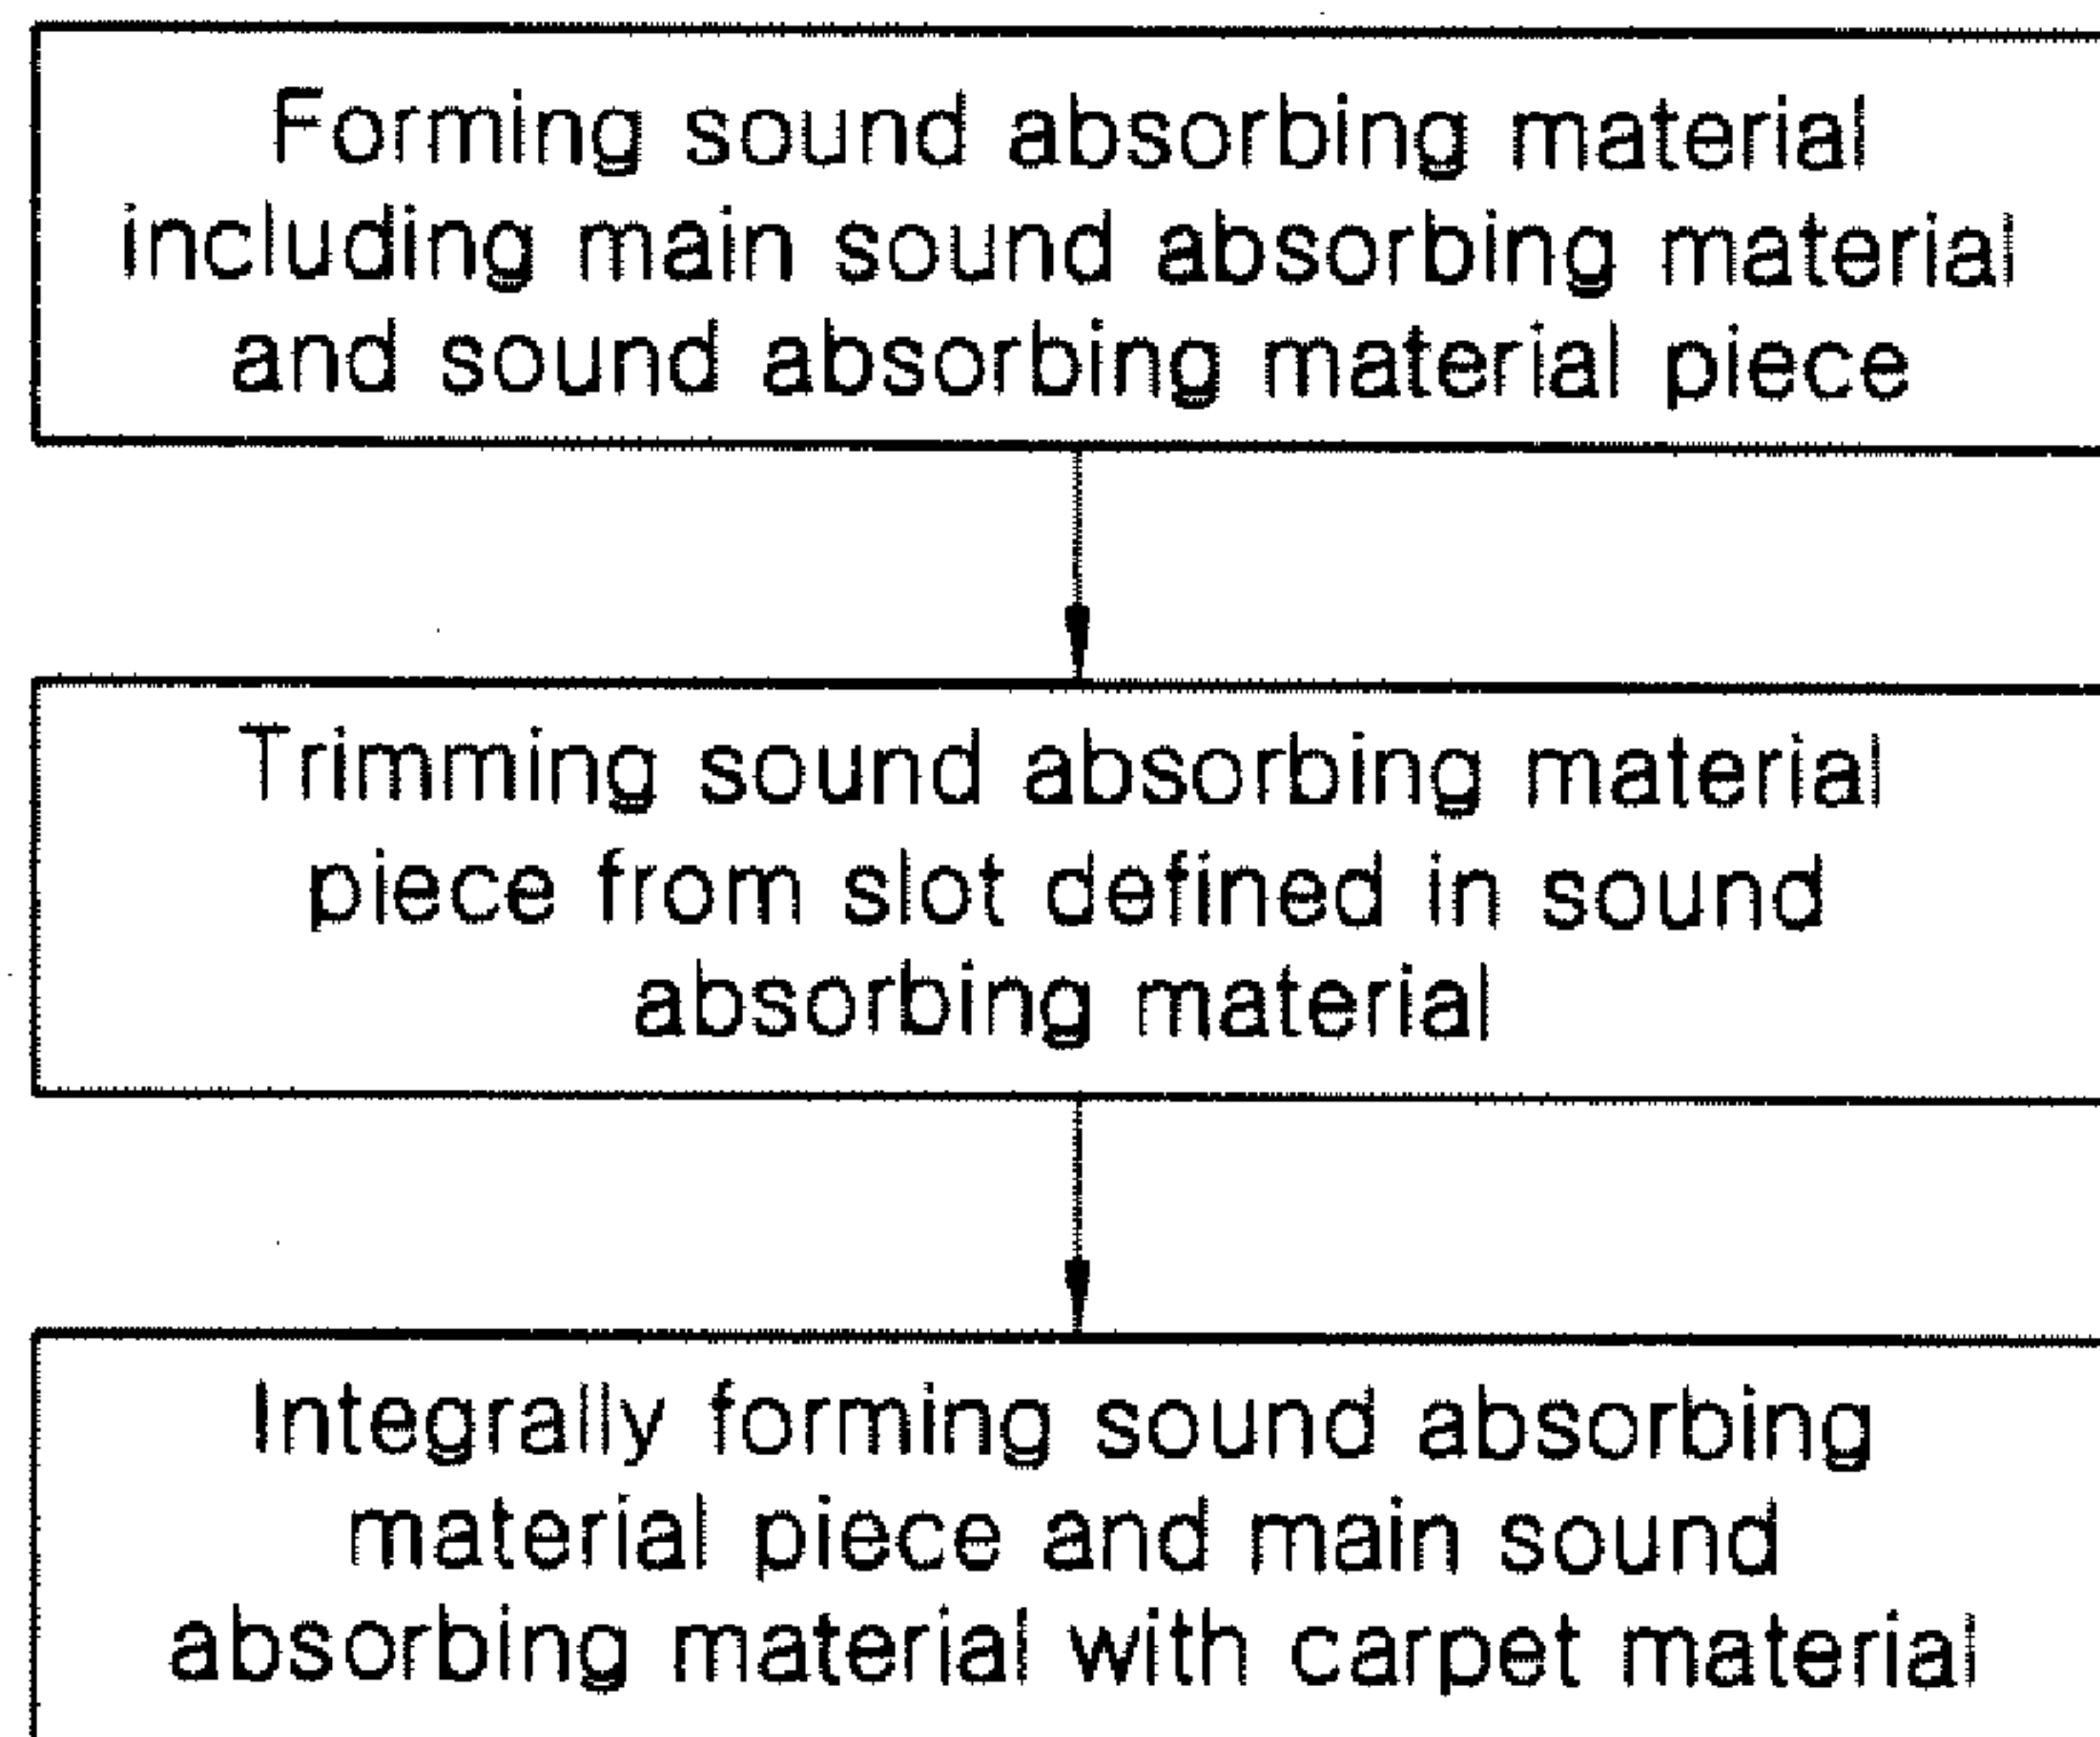 Forming sound absorbing material
including main sound absorbing material
and sound absorbing material piece
Trimming sound absorbing material
piece from slot defined in sound
absorbing material
Integrally forming sound absorbing
material piece and main sound
absorbing material with carpet material